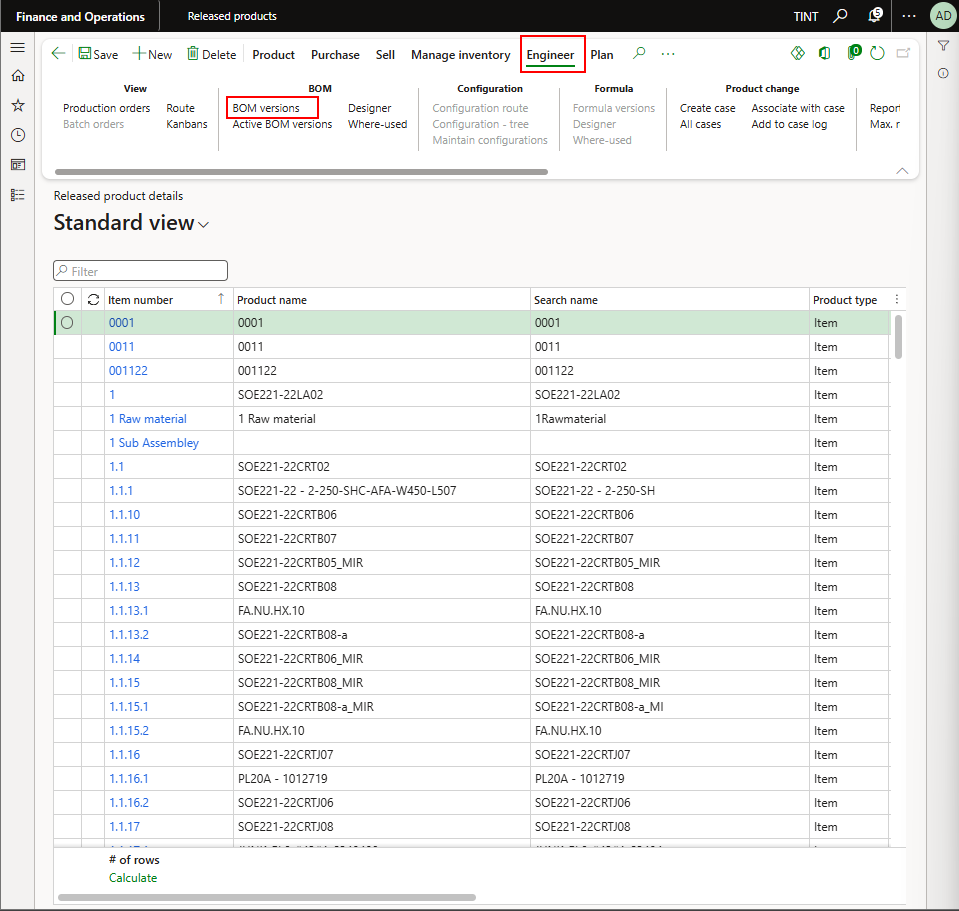 Finance and Operations Released products TINT 5 AD
Save New Delete Product Purchase Sell Manage inventory Engineer Plan 0
View BOM Configuration Formula Product change
Production orders Route BOM versions Designer Configuration route Formula versions Create case Associate with case Report
Batch orders Kanbans Active BOM versions Where-used Configuration - tree Designer All cases Add to case log Max. r
Maintain configurations Where-used
Released product details
Standard view
Filter
Item number Product name Search name Product type
0001 0001 0001 Item
0011 0011 0011 Item
001122 001122 001122 Item
1 SOE221-22LA02 SOE221-22LA02 Item
1 Raw material 1 Raw material 1Rawmaterial Item
1 Sub Assembley Item
1.1 SOE221-22CRT02 SOE221-22CRT02 Item
1.1.1 SOE221-22 - 2-250-SHC-AFA-W450-L507 SOE221-22 - 2-250-SH Item
1.1.10 SOE221-22CRTB06 SOE221-22CRTB06 Item
1.1.11 SOE221-22CRTB07 SOE221-22CRTB07 Item
1.1.12 SOE221-22CRTB05_MIR SOE221-22CRTB05_MIR Item
1.1.13 SOE221-22CRTB08 SOE221-22CRTB08 Item
1.1.13.1 FA.NU.HX.10 FA.NU.HX.10 Item
1.1.13.2 SOE221-22CRTB08-a SOE221-22CRTB08-a Item
1.1.14 SOE221-22CRTB06_MIR SOE221-22CRTB06_MIR Item
1.1.15 SOE221-22CRTB08_MIR SOE221-22CRTB08_MIR Item
1.1.15.1 SOE221-22CRTB08-a_MIR SOE221-22CRTB08-a_MI Item
1.1.15.2 FA.NU.HX.10 FA.NU.HX.10 Item
1.1.16 SOE221-22CRTJ07 SOE221-22CRTJ07 Item
1.1.16.1 PL20A - 1012719 PL20A - 1012719 Item
1.1.16.2 SOE221-22CRTJ06 SOE221-22CRTJ06 Item
1.1.17 SOE221-22CRTJ08 SOE221-22CRTJ08 Item
# of rows
Calculate